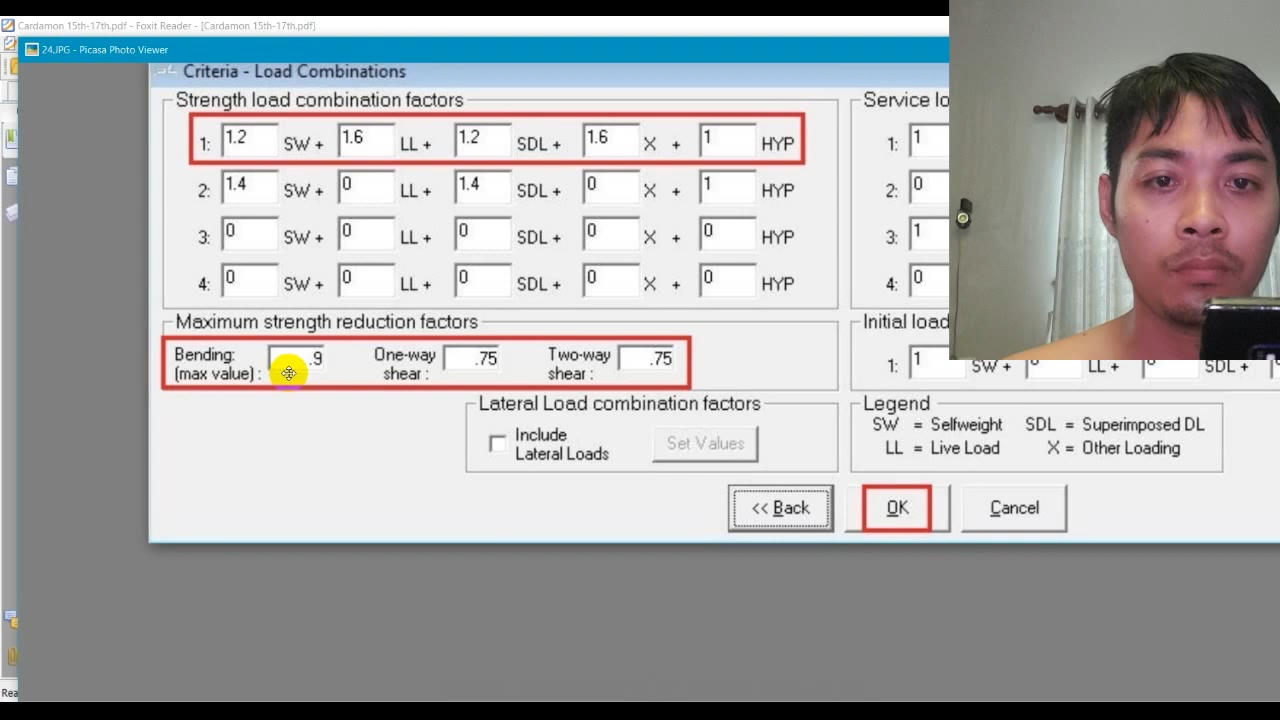 Cardamon 15th-17th.pdf - Foxit Reader - [Cardamon 15th-17th.pdf]
24.JPG - Picasa Photo Viewer
Criteria - Load Combinations
Strength load combination factors
1: 1.2 SW + 1.6 LL + 1.2 SDL + 1.6 X + 1 HYP
2: 1.4 SW + 0 LL + 1.4 SDL + 0 X + 1 HYP
3: 0 SW + 0 LL + 0 SDL + 0 X + 0 HYP
4: 0 SW + 0 LL + 0 SDL + 0 X + 0 HYP
Service lo
1: 1
2: 0
3: 1
4: 0
Maximum strength reduction factors
Bending: (max value) : .9 One-way shear : .75 Two-way shear : .75
Initial load
1: 1 SW + 0 LL + 0 SDL +
Lateral Load combination factors
Include Lateral Loads
Set Values
Legend
SW = Selfweight SDL = Superimposed DL
LL = Live Load X = Other Loading
<< Back OK Cancel
Rea